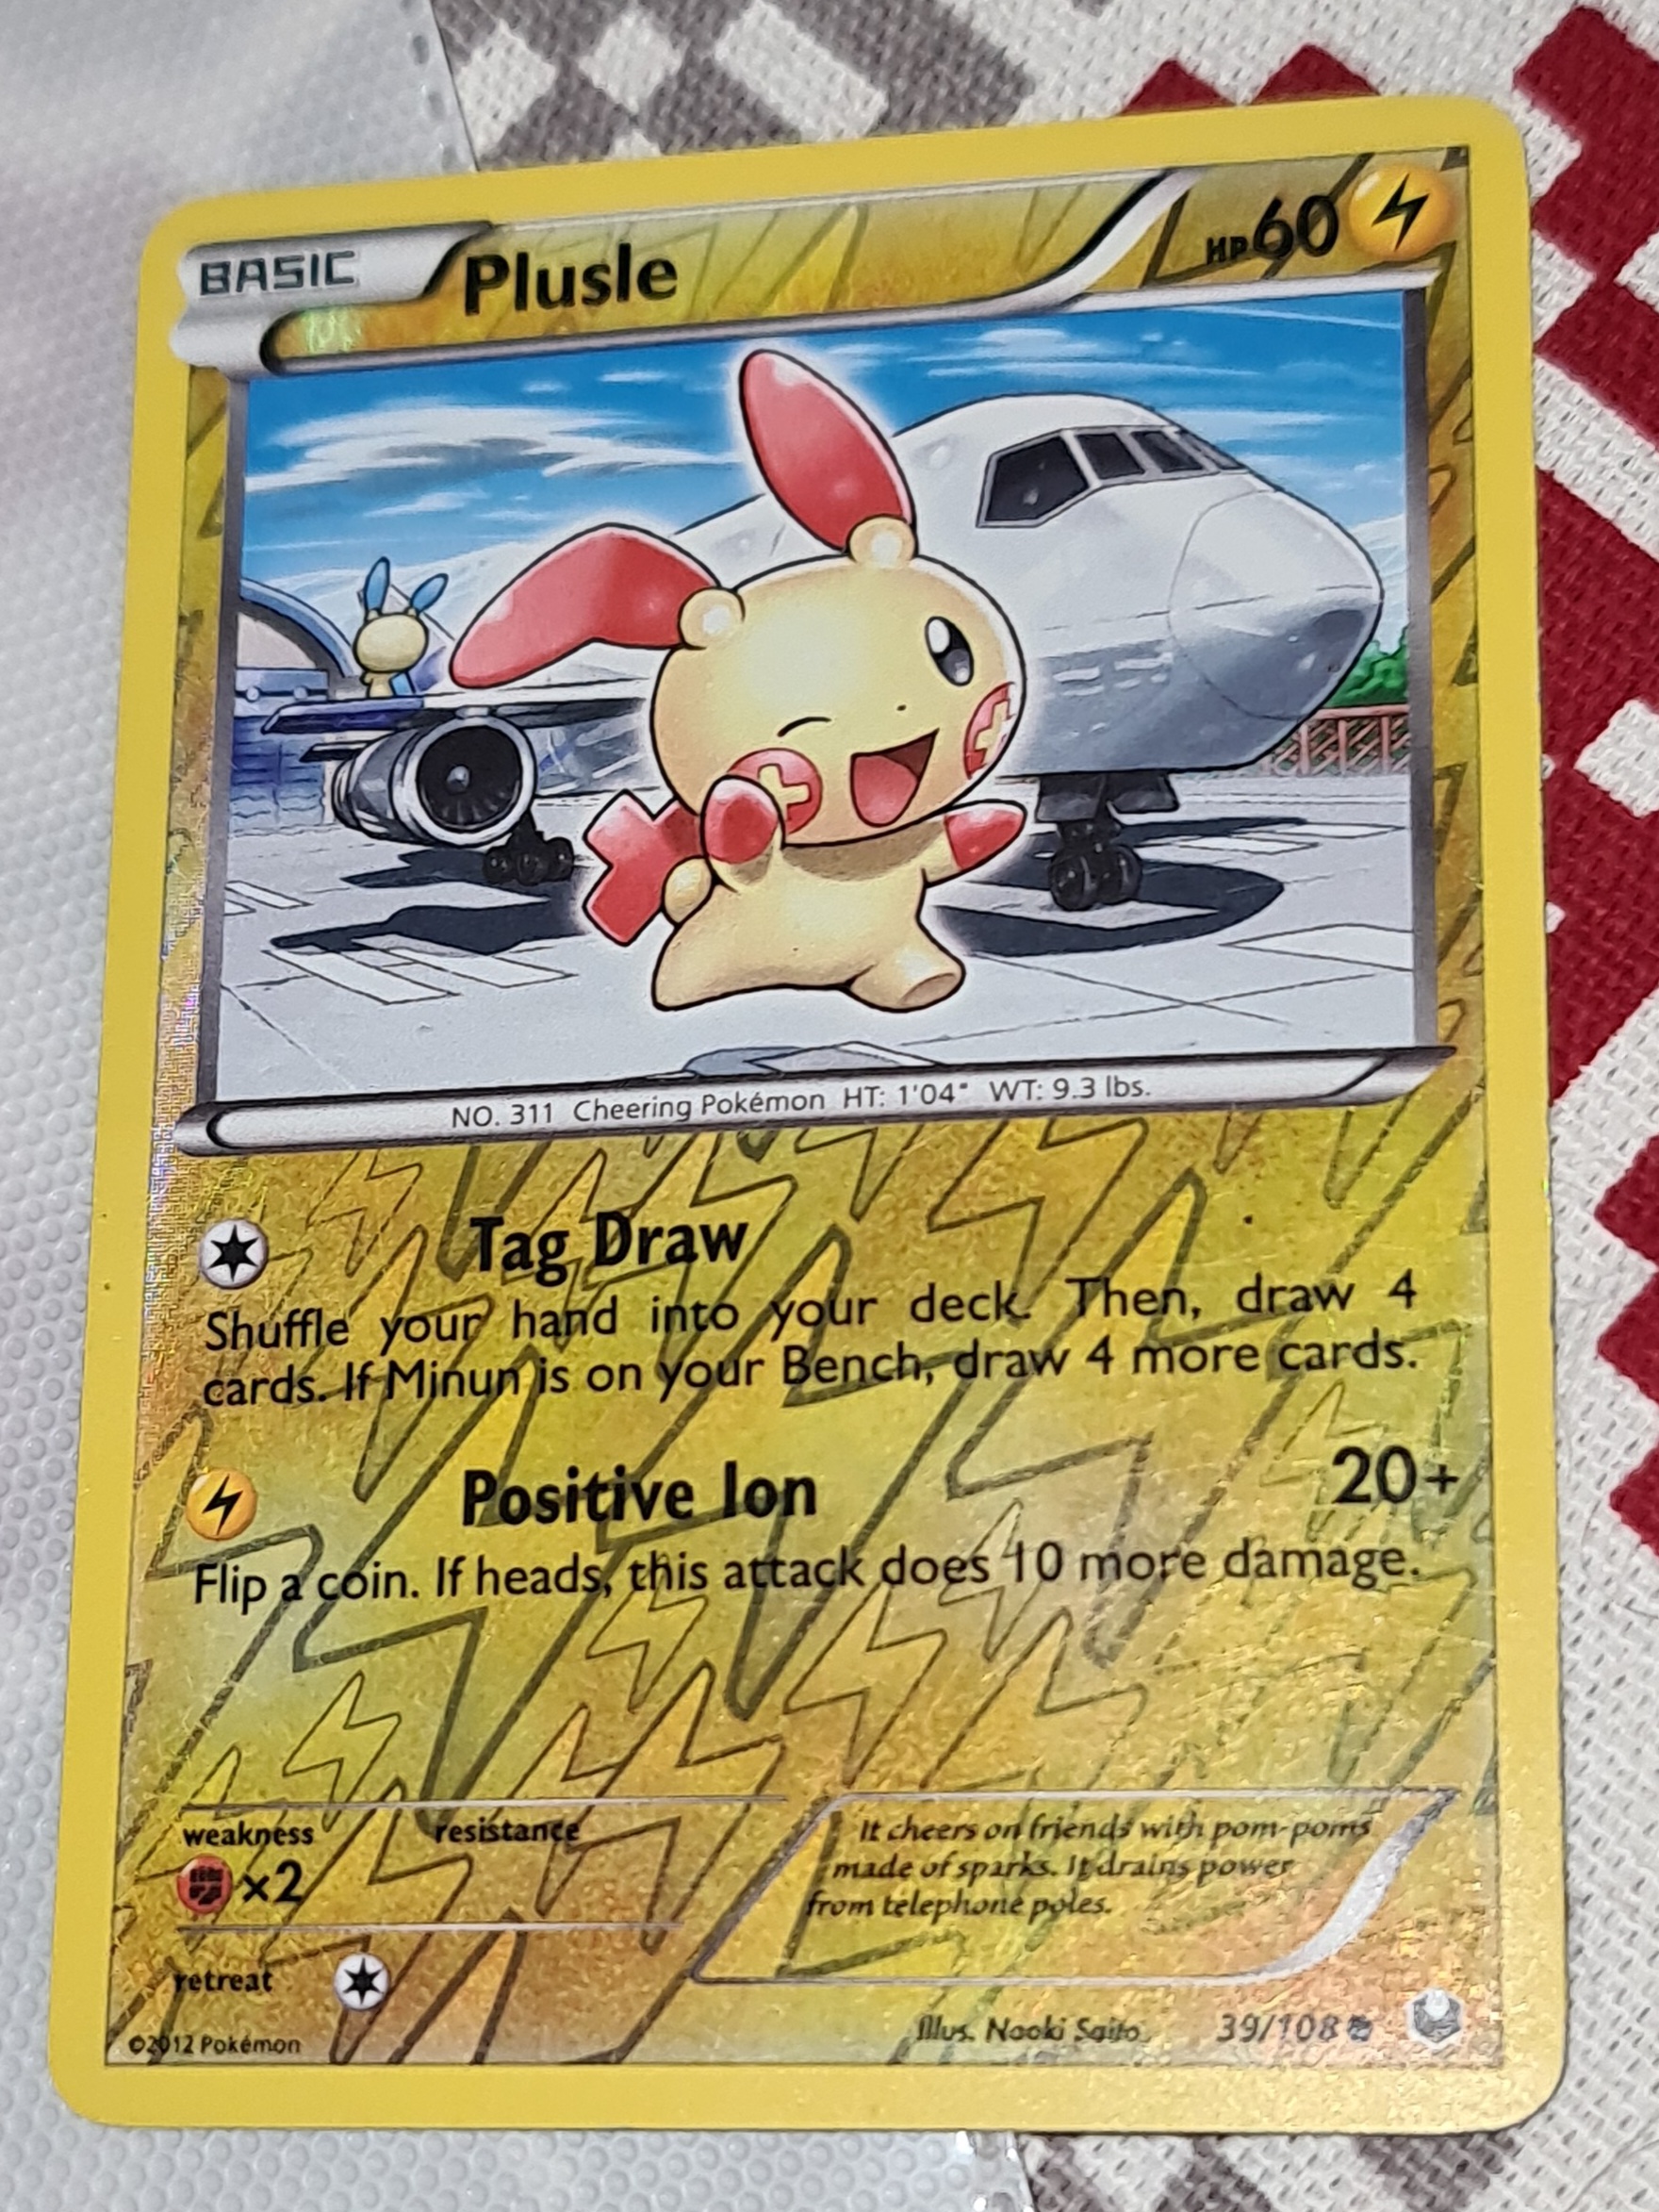 BASIC Plusle HP60
NO. 311 Cheering Pokémon HT: 1'04" WT: 9.3 lbs.
Tag Draw
Shuffle your hand into your deck. Then, draw 4
cards. If Minun is on your Bench, draw 4 more cards.
Positive Ion 20+
Flip a coin. If heads, this attack does 10 more damage.
weakness resistance
×2
retreat
It cheers on friends with pom-poms
made of sparks. It drains power
from telephone poles.
©2012 Pokémon
Illus. Naoki Saito
39/108